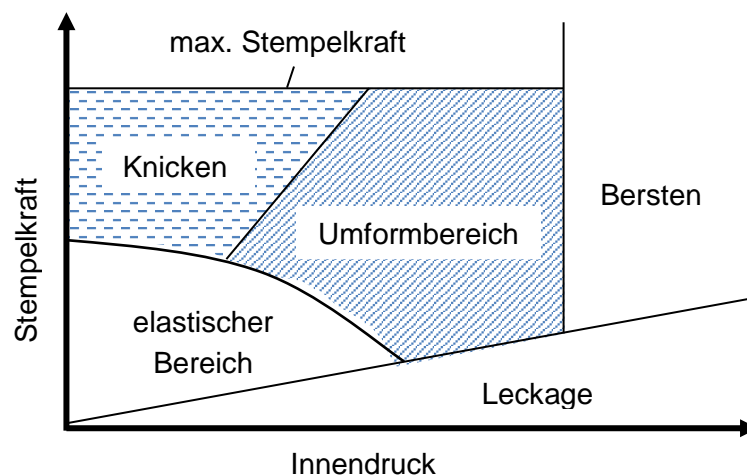 max. Stempelkraft
Knicken
Bersten
Umformbereich
Stempelkraft
elastischer
Bereich
Leckage
Innendruck